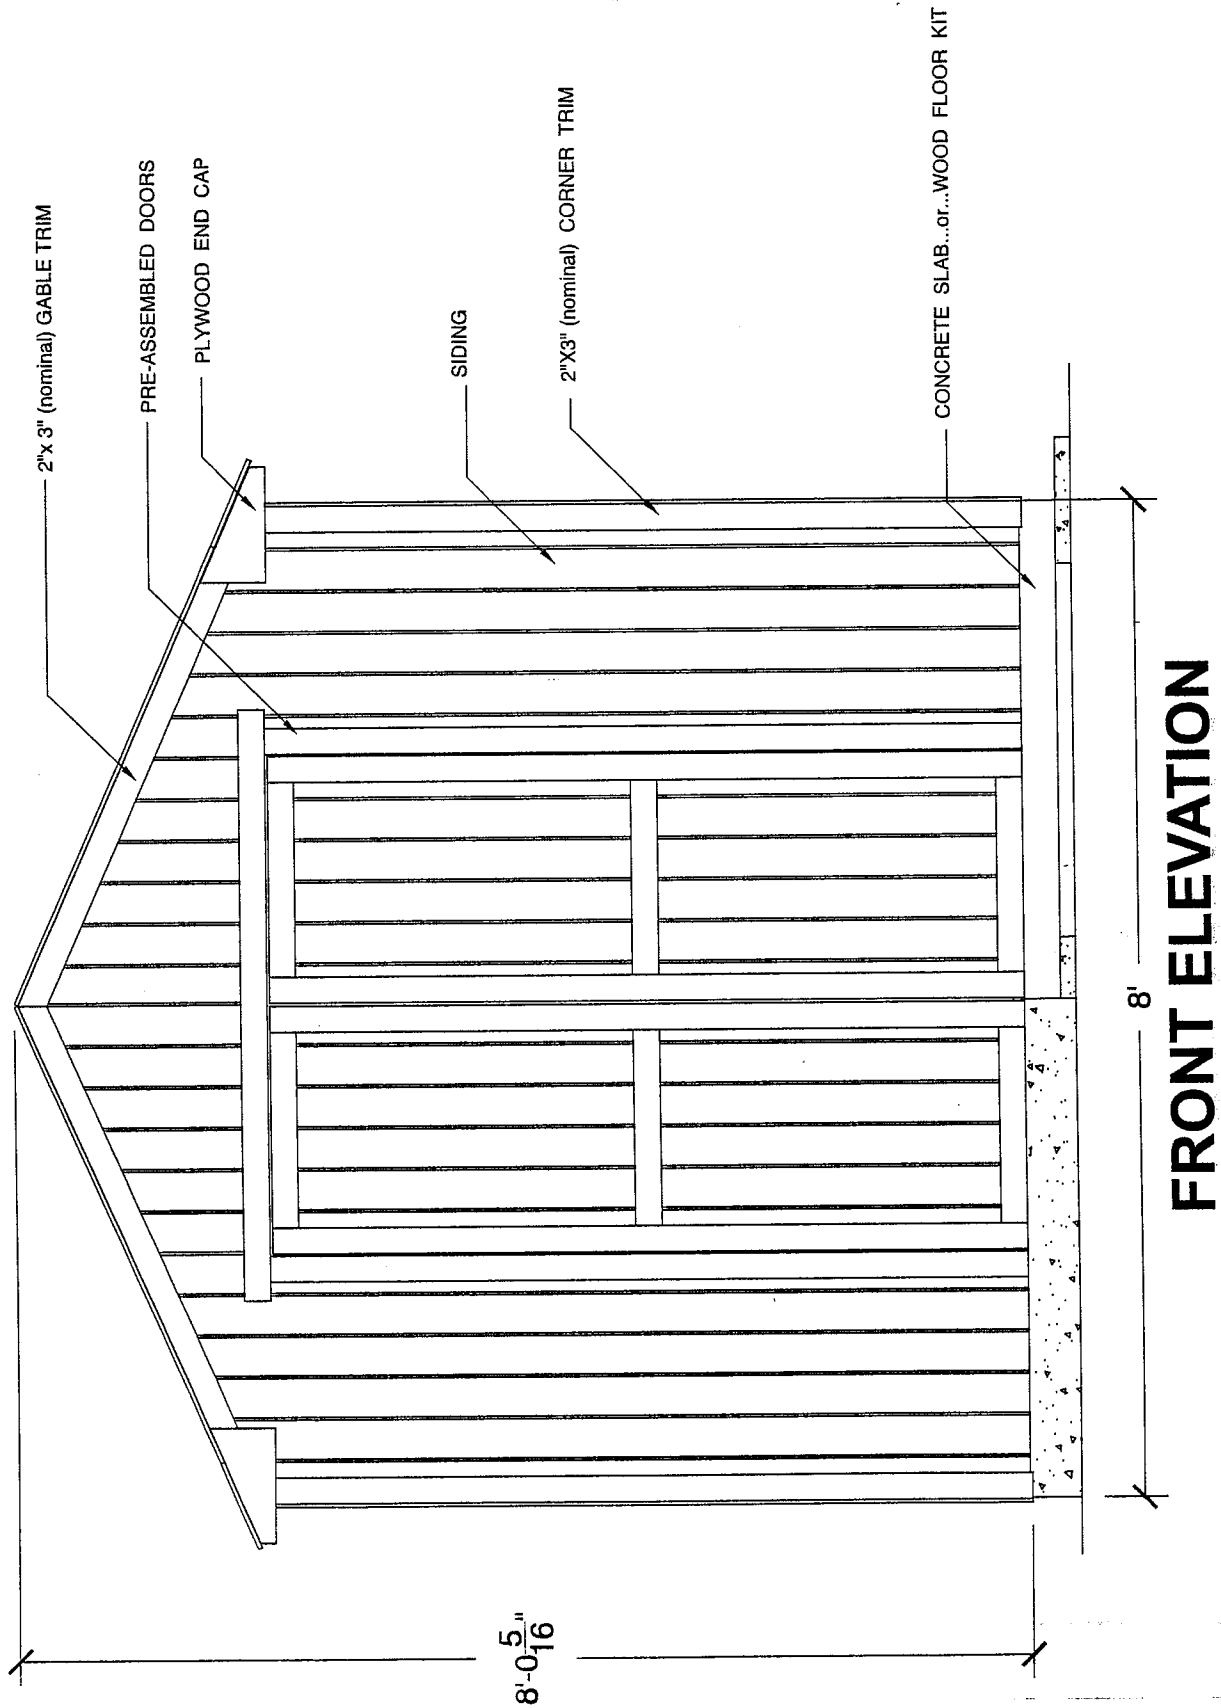 2"x 3" (nominal) GABLE TRIM
PRE-ASSEMBLED DOORS
PLYWOOD END CAP
SIDING
2"X3" (nominal) CORNER TRIM
CONCRETE SLAB...or...WOOD FLOOR KIT
8'-0 5/16"
8'
FRONT ELEVATION